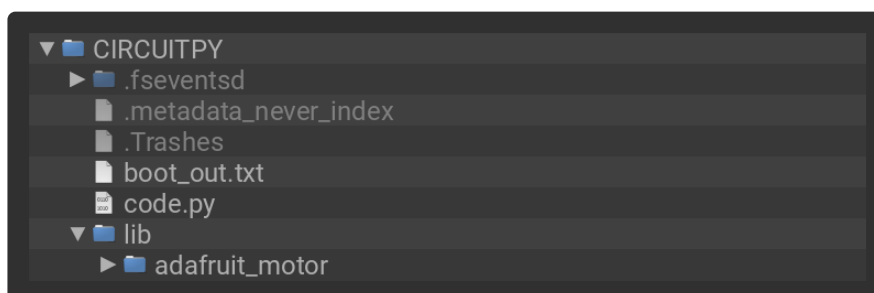 CIRCUITPY
.fseventsd
.metadata_never_index
.Trashes
boot_out.txt
code.py
lib
adafruit_motor